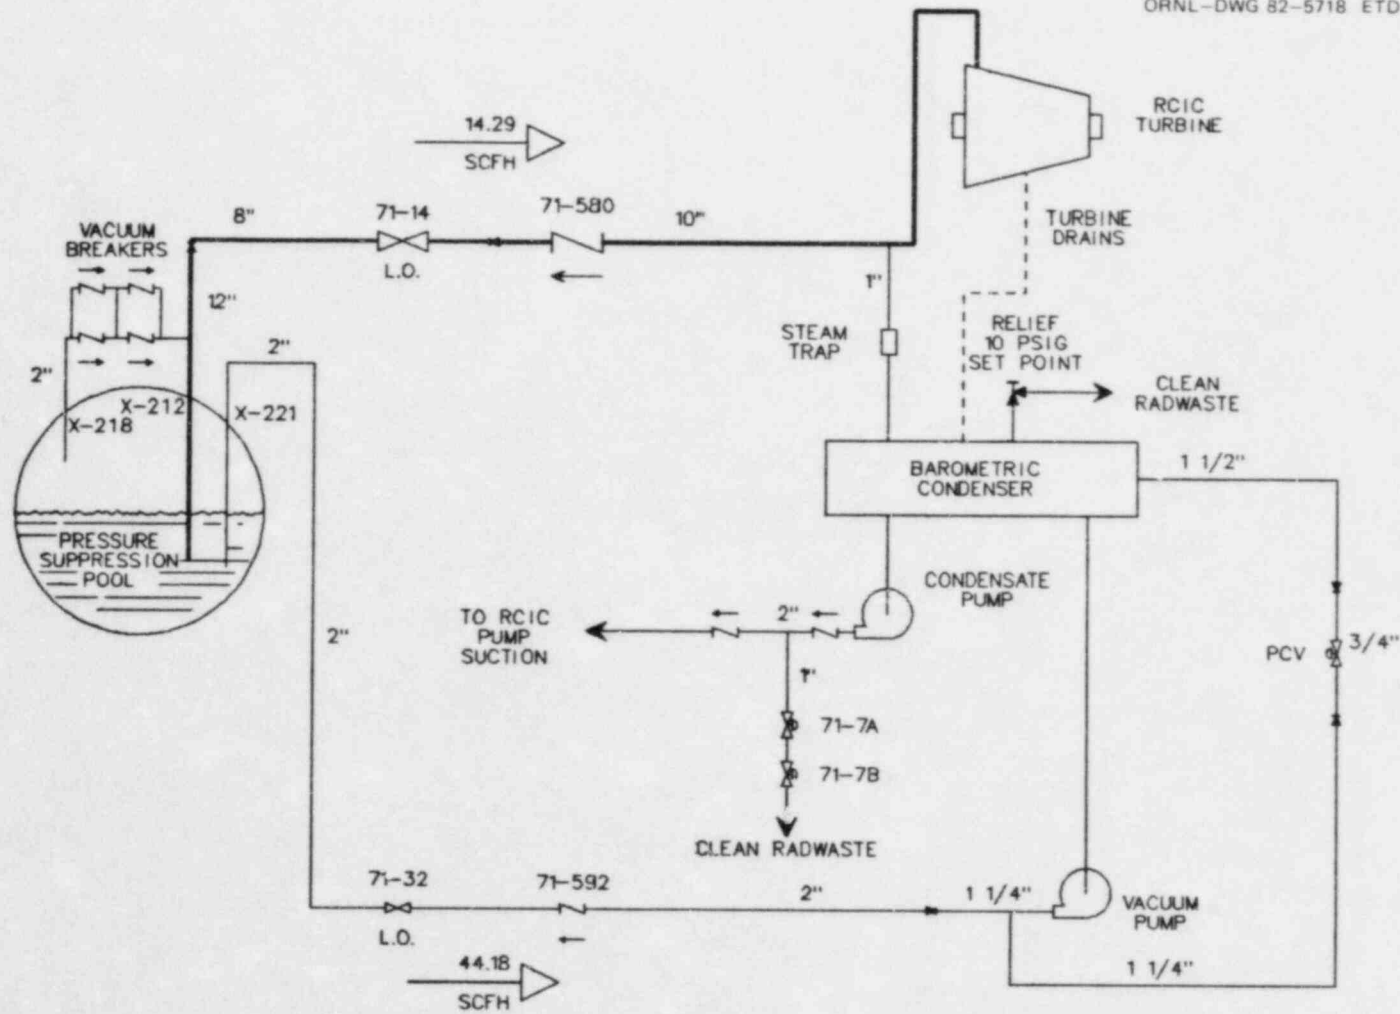 ORNL-DWG 82-5718 ETD
RCIC
TURBINE
14.29
SCFH
8"
71-14
71-580
10"
L.O.
VACUUM
BREAKERS
12"
TURBINE
DRAINS
1"
STEAM
TRAP
RELIEF
10 PSIG
SET POINT
CLEAN
RADWASTE
2"
2"
X-218
X-212
X-221
BAROMETRIC
CONDENSER
1 1/2"
PRESSURE
SUPPRESSION
POOL
CONDENSATE
PUMP
TO RCIC
PUMP
SUCTION
2"
2"
1"
PCV
3/4"
71-7A
71-7B
CLEAN RADWASTE
71-32
71-592
2"
1 1/4"
VACUUM
PUMP
L.O.
44.18
SCFH
1 1/4"